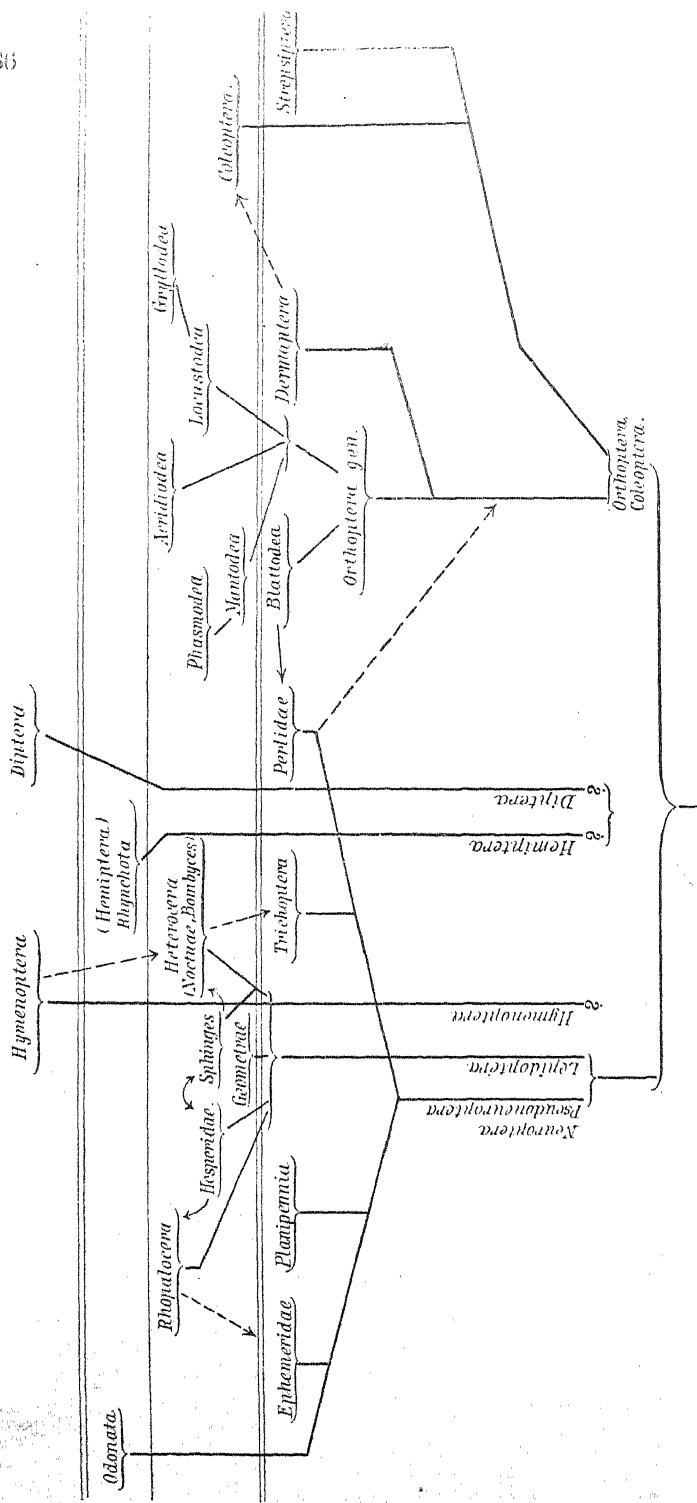 Odonata.
Hymenoptera
Diptera
(Hemiptera)
Rhynchota
Rhopalocera
Hesperidae.
Sphinges
Geometrae
Heterocera
(Noctuae, Bombyces)
Phasmodea
Mantodea
Acridiodea
Locustodea
Gryllodea
Coleoptera.
Ephemeridae
Planipennia
Trichoptera
Perlidae
Blattodea
Orthoptera gen.
Dermaptera
Strepsiptera
Neuroptera
Pseudoneuroptera
Lepidoptera
Hymenoptera
?
Hemiptera
?
Diptera
?
Orthoptera,
Coleoptera.